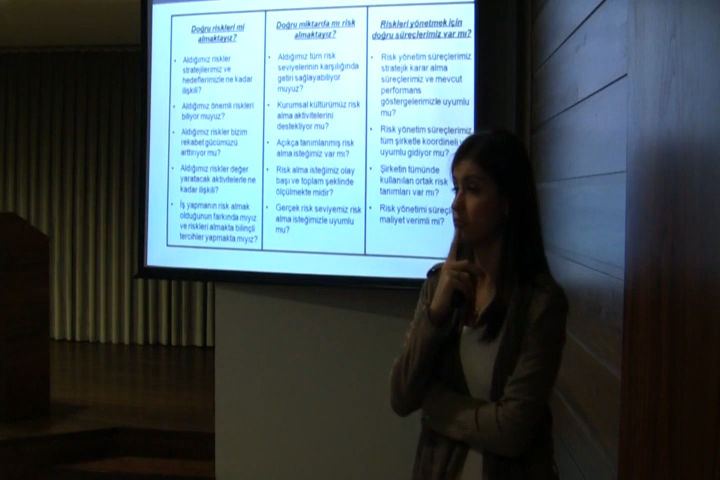 Doğru riskleri mi
almaktayız?
• Aldığımız riskler
stratejilerimiz ve
hedeflerimizle ne kadar
ilişkili?
• Aldığımız önemli riskleri
biliyor muyuz?
• Aldığımız riskler bizim
rekabet gücümüzü
arttırıyor mu?
• Aldığımız riskler değer
yaratacak aktivitelerle ne
kadar ilişkili?
• İş yapmanın risk almak
olduğunun farkında mıyız
ve riskleri almakta bilinçli
tercihler yapmakta mıyız?
Doğru miktarda mı risk
almaktayız?
• Aldığımız tüm risk
seviyelerinin karşılığında
getiri sağlayabiliyor
muyuz?
• Kurumsal kültürümüz risk
alma aktivitelerini
destekliyor mu?
• Açıkça tanımlanmış risk
alma isteğimiz var mı?
• Risk alma isteğimiz olay
başı ve toplam şeklinde
ölçülmekte midir?
• Gerçek risk seviyemiz risk
alma isteğimizle uyumlu
mu?
Riskleri yönetmek için
doğru süreçlerimiz var mı?
• Risk yönetim süreçlerimiz
stratejik karar alma
süreçlerimiz ve mevcut
performans
göstergelerimizle uyumlu
mu?
• Risk yönetim süreçlerimiz
tüm şirketle koordineli v
uyumlu gidiyor mu?
• Şirketin tümünde
kullanılan ortak risk
tanımları var mı?
• Risk yönetimi süreçl
maliyet verimli mi?